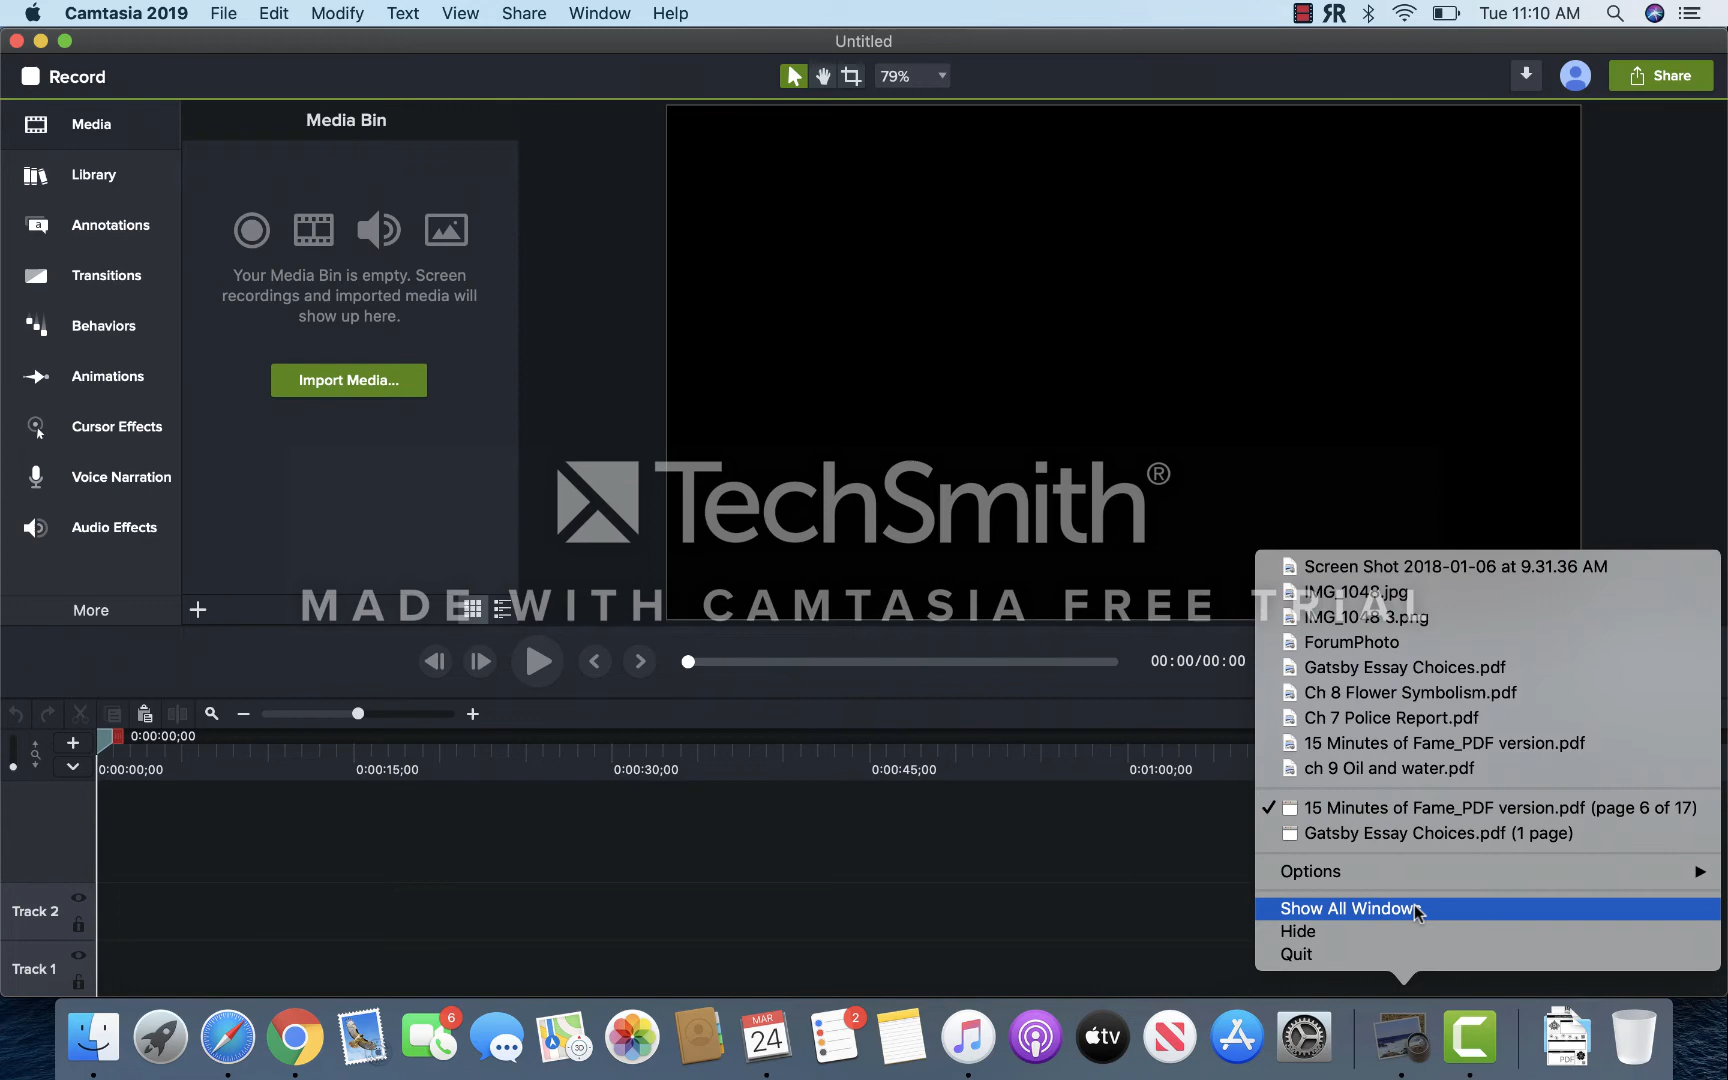 Camtasia 2019 File Edit Modify Text View Share Window Help
Tue 11:10 AM
Untitled
Record
79%
Share
Media
Library
Annotations
Transitions
Behaviors
Animations
Cursor Effects
Voice Narration
Audio Effects
More
Media Bin
Your Media Bin is empty. Screen
recordings and imported media will
show up here.
Import Media...
TechSmith®
MADE WITH CAMTASIA FREE TRIAL
00:00/00:00
0:00:00;00
0:00:00;00 0:00:15;00 0:00:30;00 0:00:45;00 0:01:00;00
Track 2
Track 1
Screen Shot 2018-01-06 at 9.31.36 AM
IMG_1048.jpg
IMG_1048 3.png
ForumPhoto
Gatsby Essay Choices.pdf
Ch 8 Flower Symbolism.pdf
Ch 7 Police Report.pdf
15 Minutes of Fame_PDF version.pdf
ch 9 Oil and water.pdf
15 Minutes of Fame_PDF version.pdf (page 6 of 17)
Gatsby Essay Choices.pdf (1 page)
Options
Show All Windows
Hide
Quit
6
MAR
24
2
3D
tv
PDF